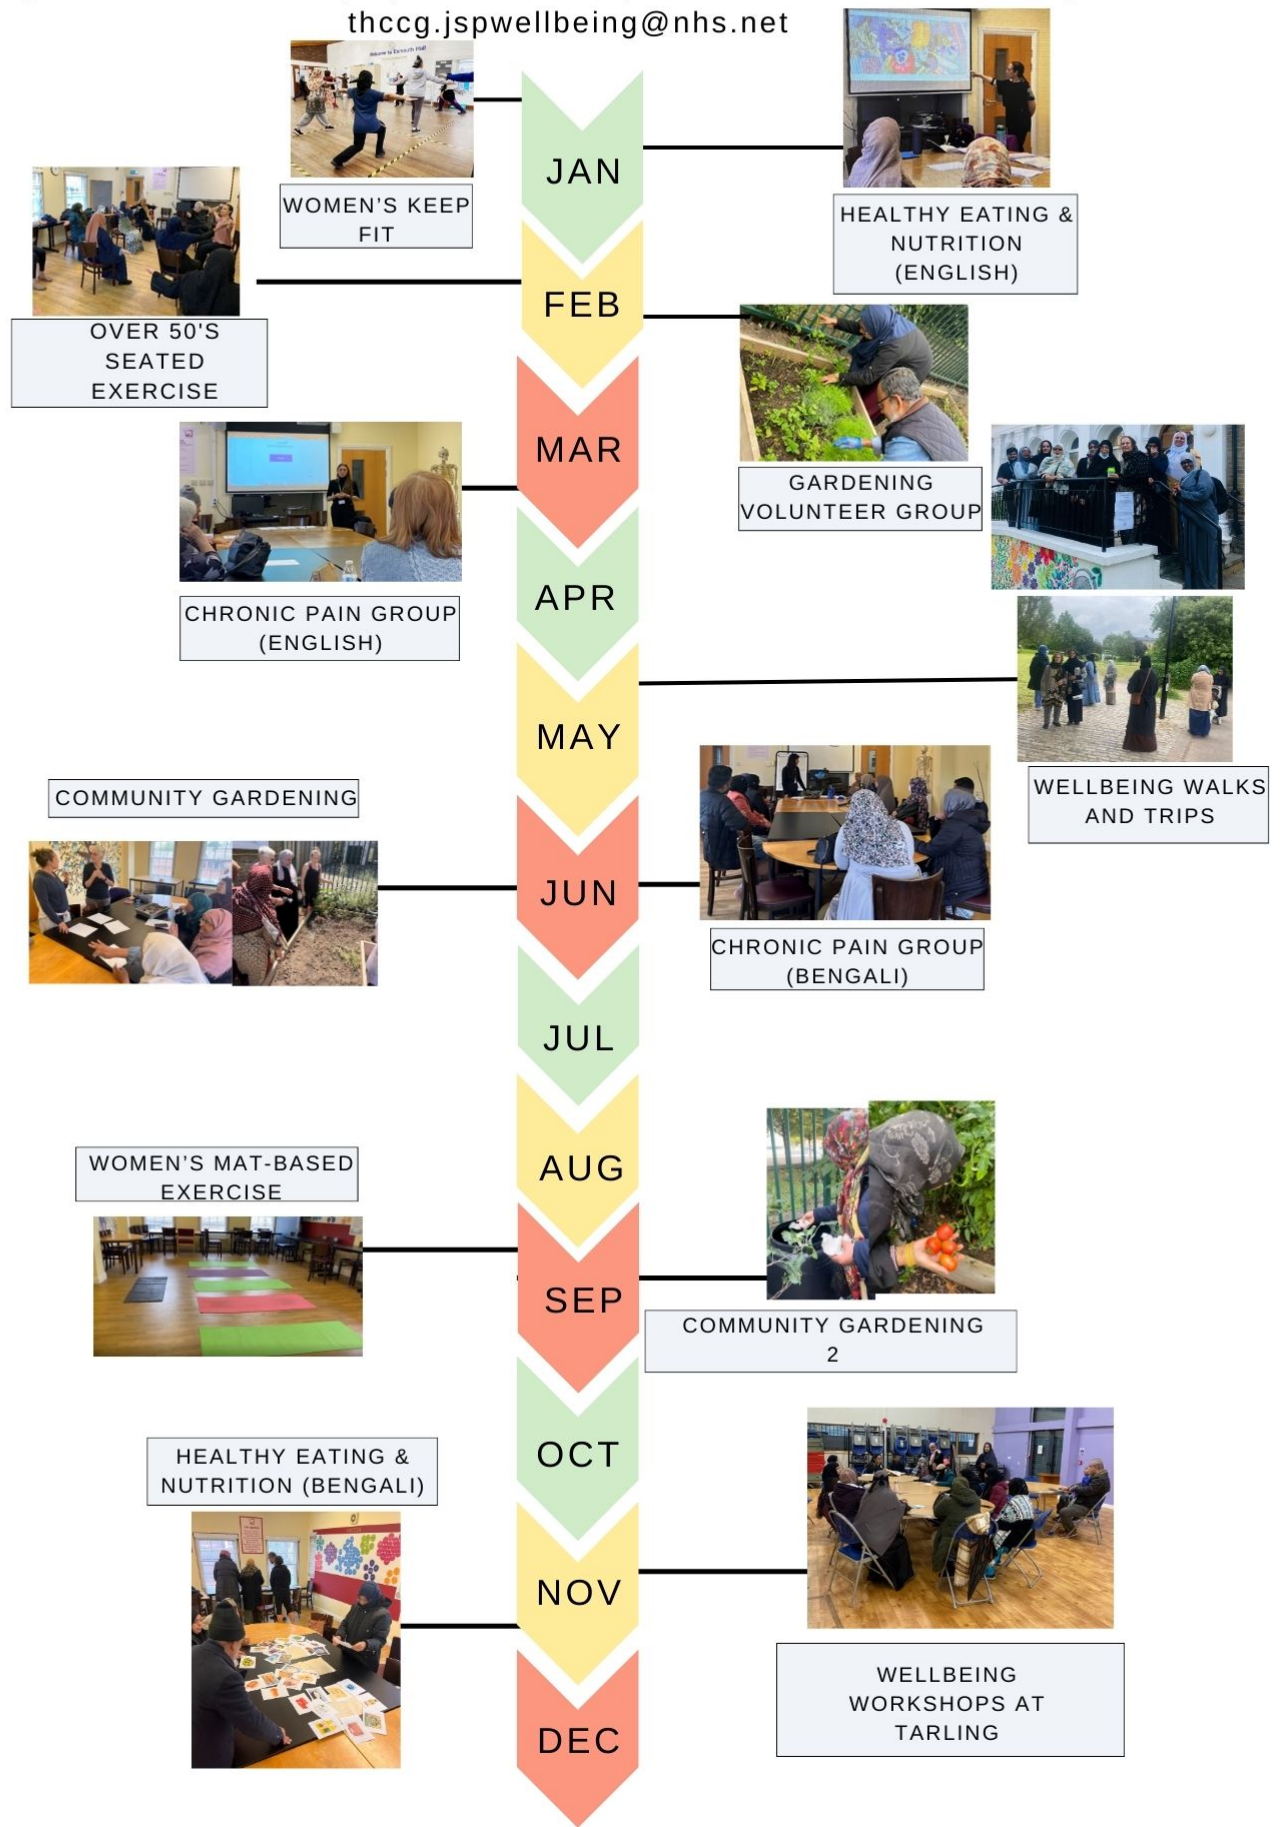 thccg.jspwellbeing@nhs.net
JAN
WOMEN'S KEEP
FIT
HEALTHY EATING &
NUTRITION
(ENGLISH)
FEB
OVER 50'S
SEATED
EXERCISE
GARDENING
VOLUNTEER GROUP
MAR
CHRONIC PAIN GROUP
(ENGLISH)
APR
MAY
WELLBEING WALKS
AND TRIPS
JUN
COMMUNITY GARDENING
CHRONIC PAIN GROUP
(BENGALI)
JUL
AUG
WOMEN'S MAT-BASED
EXERCISE
SEP
COMMUNITY GARDENING
2
OCT
HEALTHY EATING &
NUTRITION (BENGALI)
NOV
WELLBEING
WORKSHOPS AT
TARLING
DEC